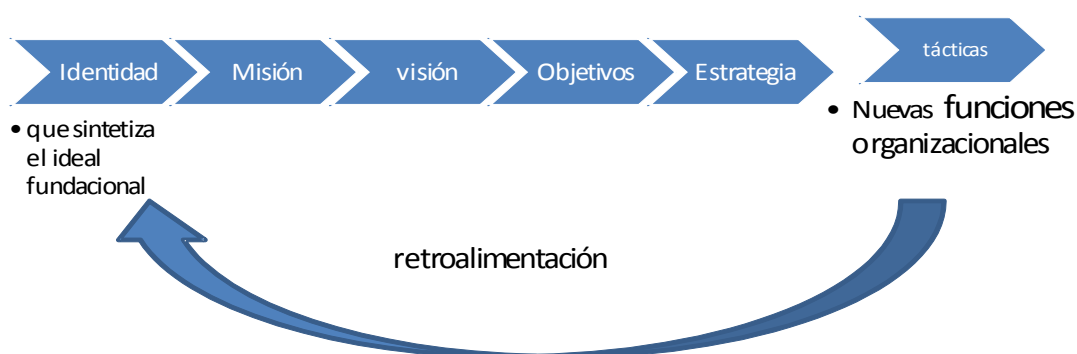 Identidad
Misión
visión
Objetivos
Estrategia
tácticas
• que sintetiza
el ideal
fundacional
• Nuevas funciones
organizacionales
retroalimentación